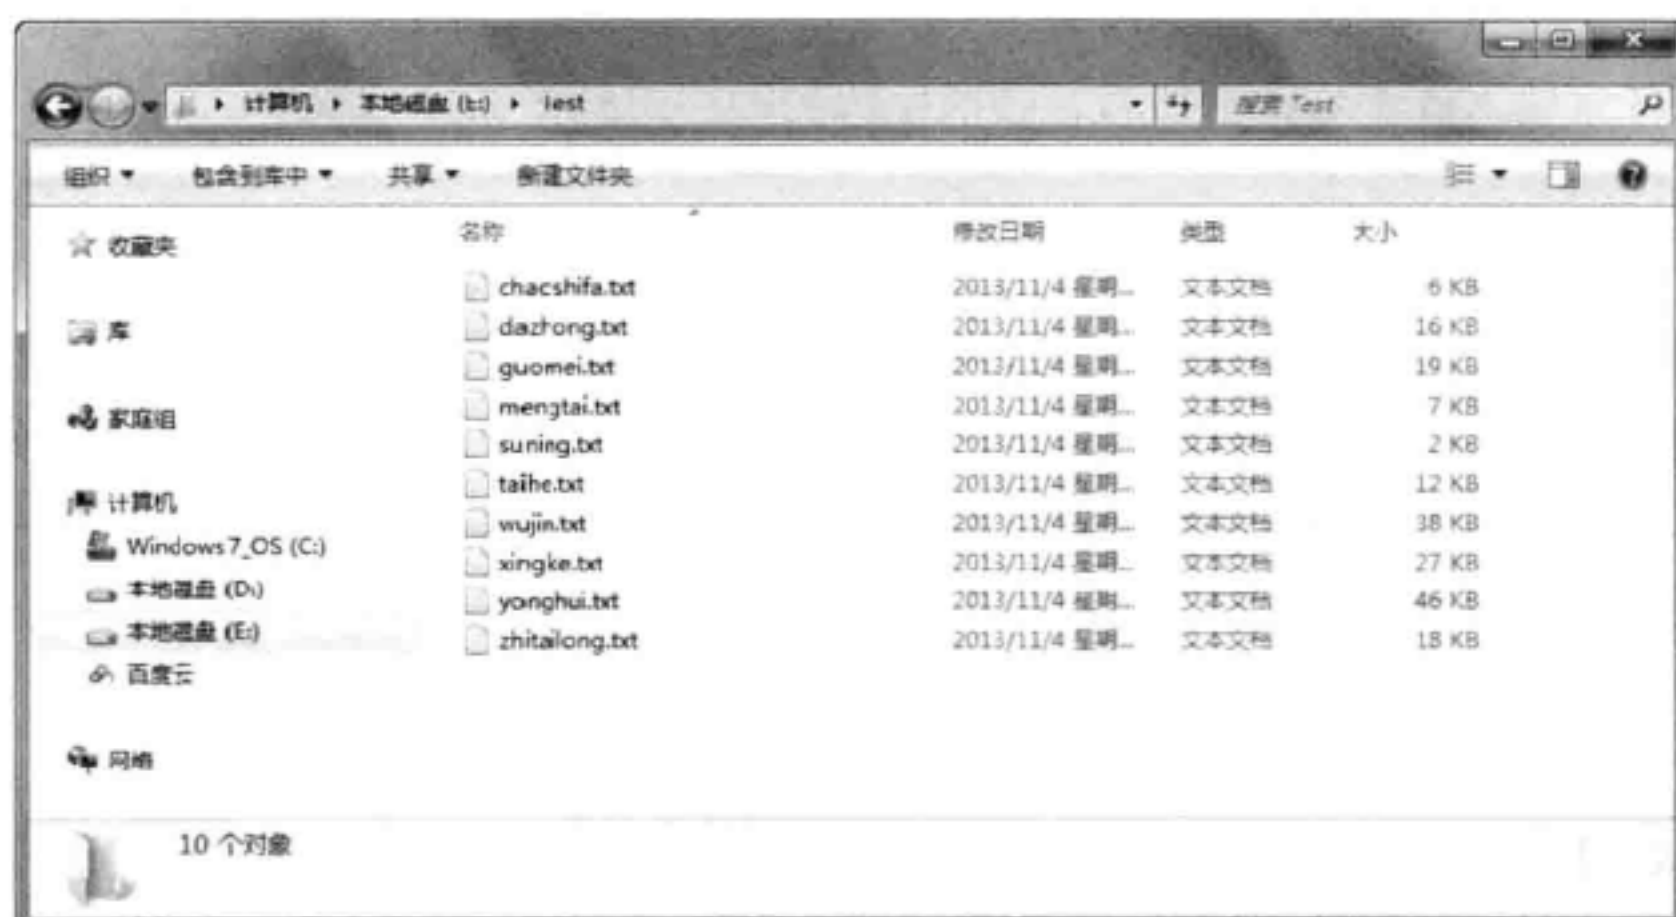 计算机 ▸ 本地磁盘 (E:) ▸ Test
搜索 Test
组织 包含到库中 共享 新建文件夹
名称 修改日期 类型 大小
收藏夹
库
家庭组
计算机
Windows7_OS (C:)
本地磁盘 (D:)
本地磁盘 (E:)
百度云
网络
chaoshifa.txt 2013/11/4 星期... 文本文档 6 KB
dazhong.txt 2013/11/4 星期... 文本文档 16 KB
guomei.txt 2013/11/4 星期... 文本文档 19 KB
mengtai.txt 2013/11/4 星期... 文本文档 7 KB
suning.txt 2013/11/4 星期... 文本文档 2 KB
taihe.txt 2013/11/4 星期... 文本文档 12 KB
wujin.txt 2013/11/4 星期... 文本文档 38 KB
xingke.txt 2013/11/4 星期... 文本文档 27 KB
yonghui.txt 2013/11/4 星期... 文本文档 46 KB
zhitailong.txt 2013/11/4 星期... 文本文档 18 KB
10 个对象